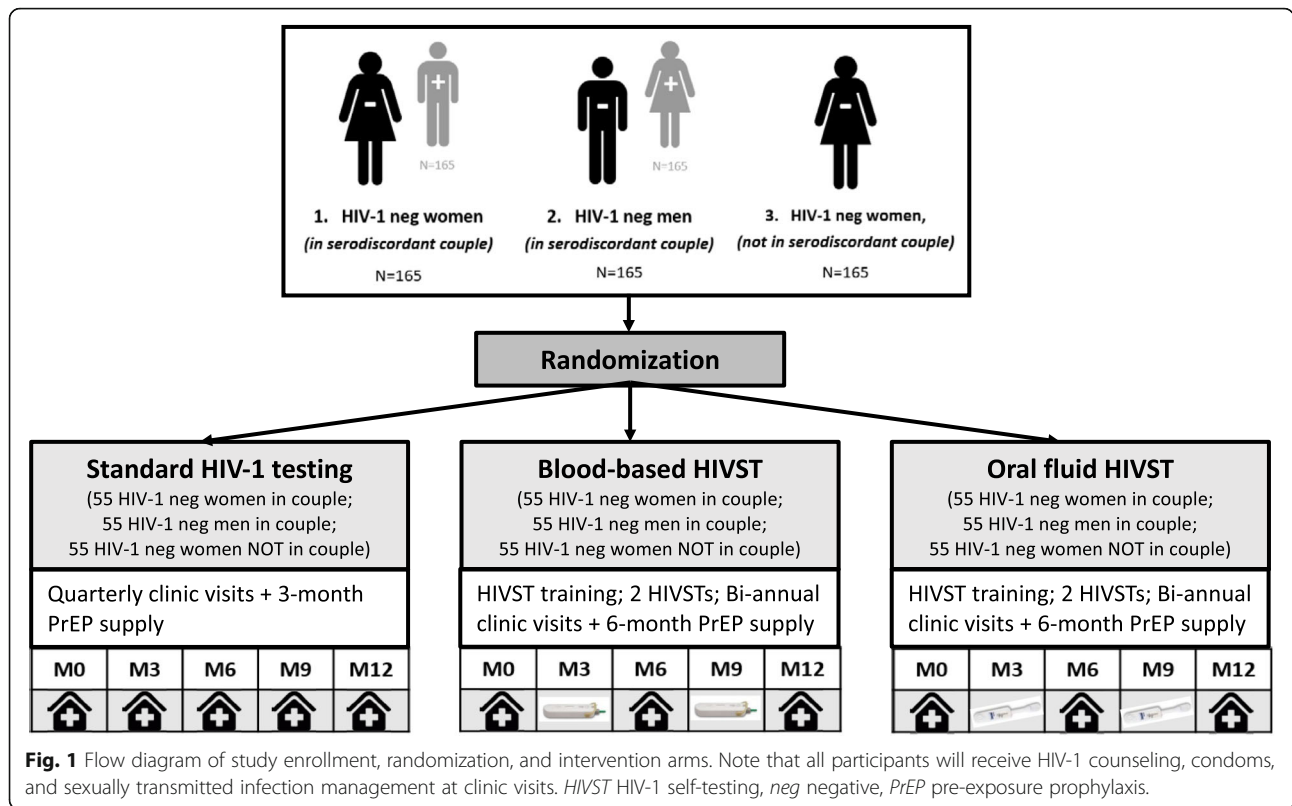 N=165
N=165
1. HIV-1 neg women
(in serodiscordant couple)
N=165
2. HIV-1 neg men
(in serodiscordant couple)
N=165
3. HIV-1 neg women,
(not in serodiscordant couple)
N=165
Randomization
Standard HIV-1 testing
(55 HIV-1 neg women in couple;
55 HIV-1 neg men in couple;
55 HIV-1 neg women NOT in couple)
Quarterly clinic visits + 3-month
PrEP supply
M0 M3 M6 M9 M12
Blood-based HIVST
(55 HIV-1 neg women in couple;
55 HIV-1 neg men in couple;
55 HIV-1 neg women NOT in couple)
HIVST training; 2 HIVSTs; Bi-annual
clinic visits + 6-month PrEP supply
M0 M3 M6 M9 M12
Oral fluid HIVST
(55 HIV-1 neg women in couple;
55 HIV-1 neg men in couple;
55 HIV-1 neg women NOT in couple)
HIVST training; 2 HIVSTs; Bi-annual
clinic visits + 6-month PrEP supply
M0 M3 M6 M9 M12
Fig. 1 Flow diagram of study enrollment, randomization, and intervention arms. Note that all participants will receive HIV-1 counseling, condoms,
and sexually transmitted infection management at clinic visits. HIVST HIV-1 self-testing, neg negative, PrEP pre-exposure prophylaxis.